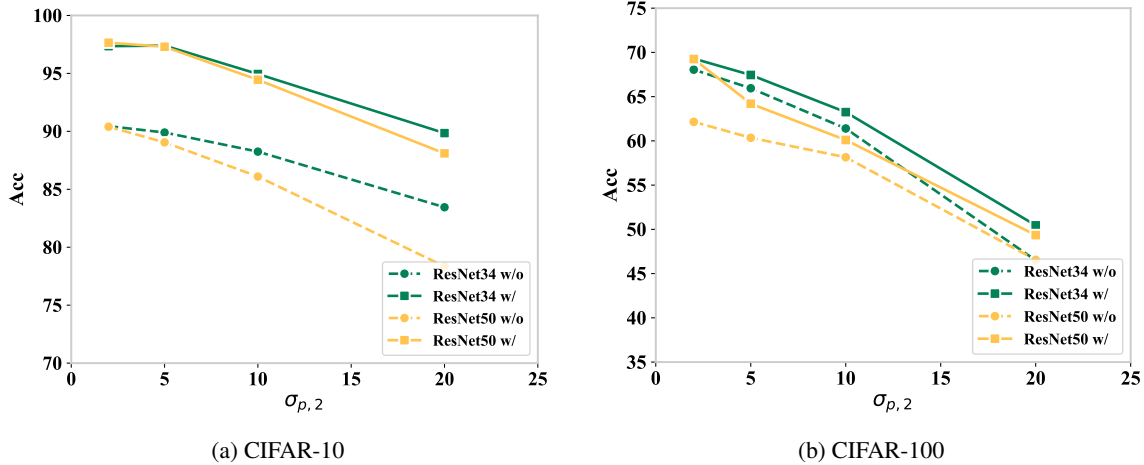 100
95
90
85
80
75
70
Acc
0 5 10 15 20 25
σp, 2
ResNet34 w/o
ResNet34 w/
ResNet50 w/o
ResNet50 w/
(a) CIFAR-10
75
70
65
60
55
50
45
40
35
Acc
0 5 10 15 20 25
σp, 2
ResNet34 w/o
ResNet34 w/
ResNet50 w/o
ResNet50 w/
(b) CIFAR-100